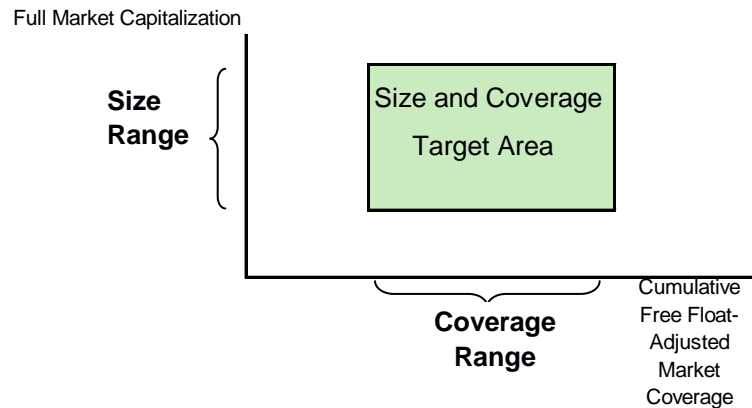 Full Market Capitalization
Size
Range
Size and Coverage
Target Area
Coverage
Range
Cumulative
Free Float-
Adjusted
Market
Coverage